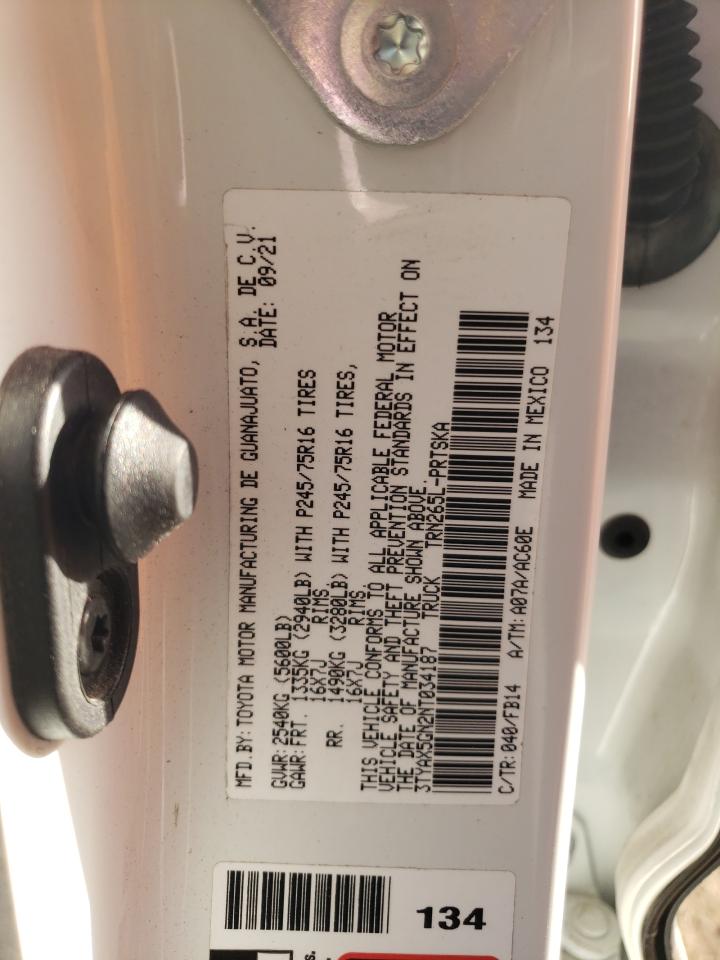 MFD.BY: TOYOTA MOTOR MANUFACTURING DE GUANAJUATO, S.A. DE C.V.
DATE: 09/21
GVWR: 2540KG (5600LB)
GAWR: FRT. 1335KG (2940LB) WITH P245/75R16 TIRES
16X7J RIMS
RR. 1490KG (3280LB) WITH P245/75R16 TIRES,
16X7J RIMS
THIS VEHICLE CONFORMS TO ALL APPLICABLE FEDERAL MOTOR
VEHICLE SAFETY AND THEFT PREVENTION STANDARDS IN EFFECT ON
THE DATE OF MANUFACTURE SHOWN ABOVE.
3TYAX5GN2NT034187 TRUCK TRN265L-PRTSKA
C/TR: 040/FB14 A/TM: A07A/AC60E MADE IN MEXICO 134
134